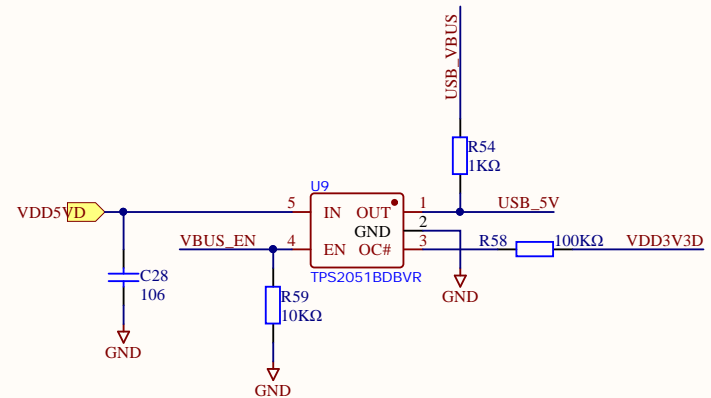 USB_VBUS
R54
1KΩ
U9
VDD5VD
5
IN
OUT
1
USB_5V
GND
2
VBUS_EN
4
EN
OC#
3
R58
100KΩ
VDD3V3D
TPS2051BDBVR
C28
106
R59
10KΩ
GND
GND
GND